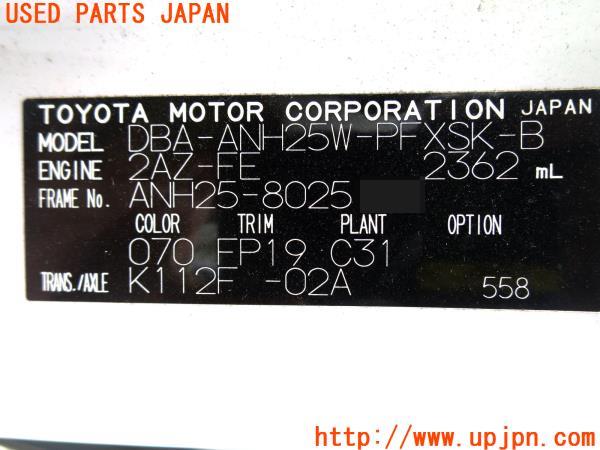 USED PARTS JAPAN
TOYOTA MOTOR CORPORATION JAPAN
MODEL DBA-ANH25W-PFXSK-B
ENGINE 2AZ-FE 2362 mL
FRAME No. ANH25-8025
COLOR TRIM PLANT OPTION
070 FP19 C31
TRANS./AXLE K112F -02A 558
http://www.upjpn.com/